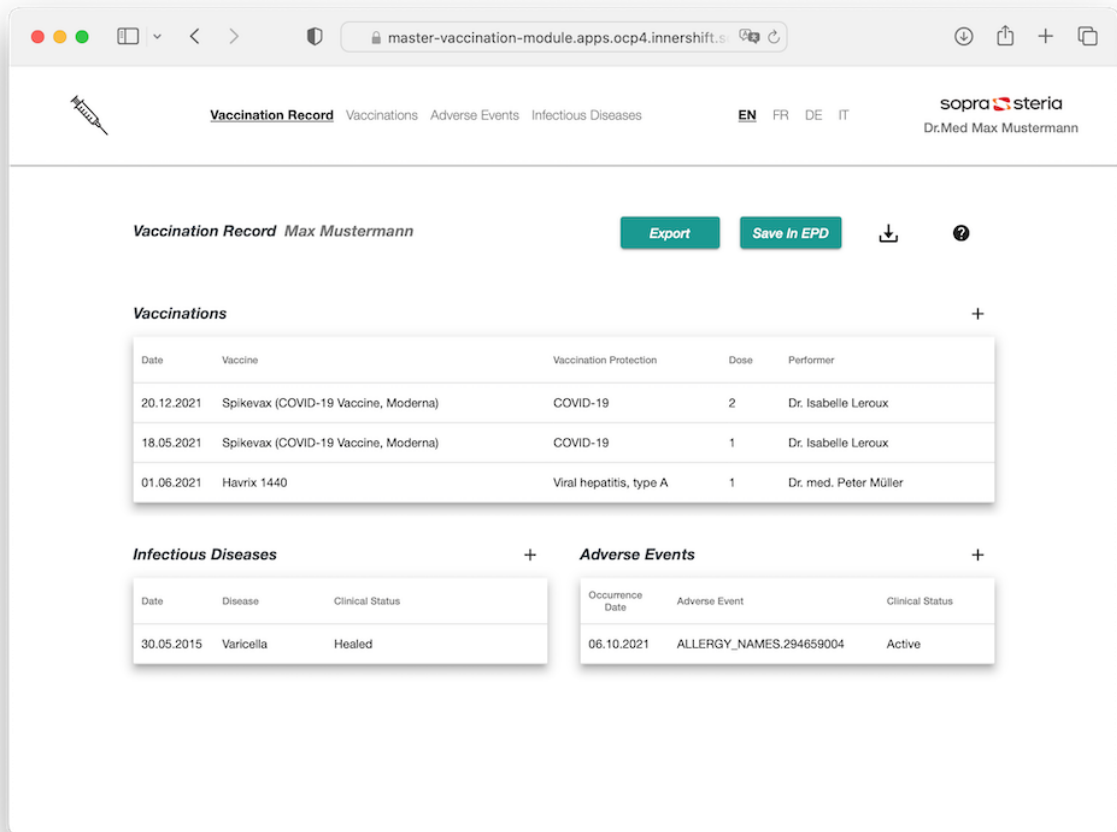 master-vaccination-module.apps.ocp4.innershift.s
Vaccination Record Vaccinations Adverse Events Infectious Diseases EN FR DE IT
sopra steria
Dr.Med Max Mustermann
Vaccination Record Max Mustermann Export Save In EPD
Vaccinations
Date Vaccine Vaccination Protection Dose Performer
20.12.2021 Spikevax (COVID-19 Vaccine, Moderna) COVID-19 2 Dr. Isabelle Leroux
18.05.2021 Spikevax (COVID-19 Vaccine, Moderna) COVID-19 1 Dr. Isabelle Leroux
01.06.2021 Havrix 1440 Viral hepatitis, type A 1 Dr. med. Peter Müller
Infectious Diseases
Date Disease Clinical Status
30.05.2015 Varicella Healed
Adverse Events
Occurrence Date Adverse Event Clinical Status
06.10.2021 ALLERGY_NAMES.294659004 Active